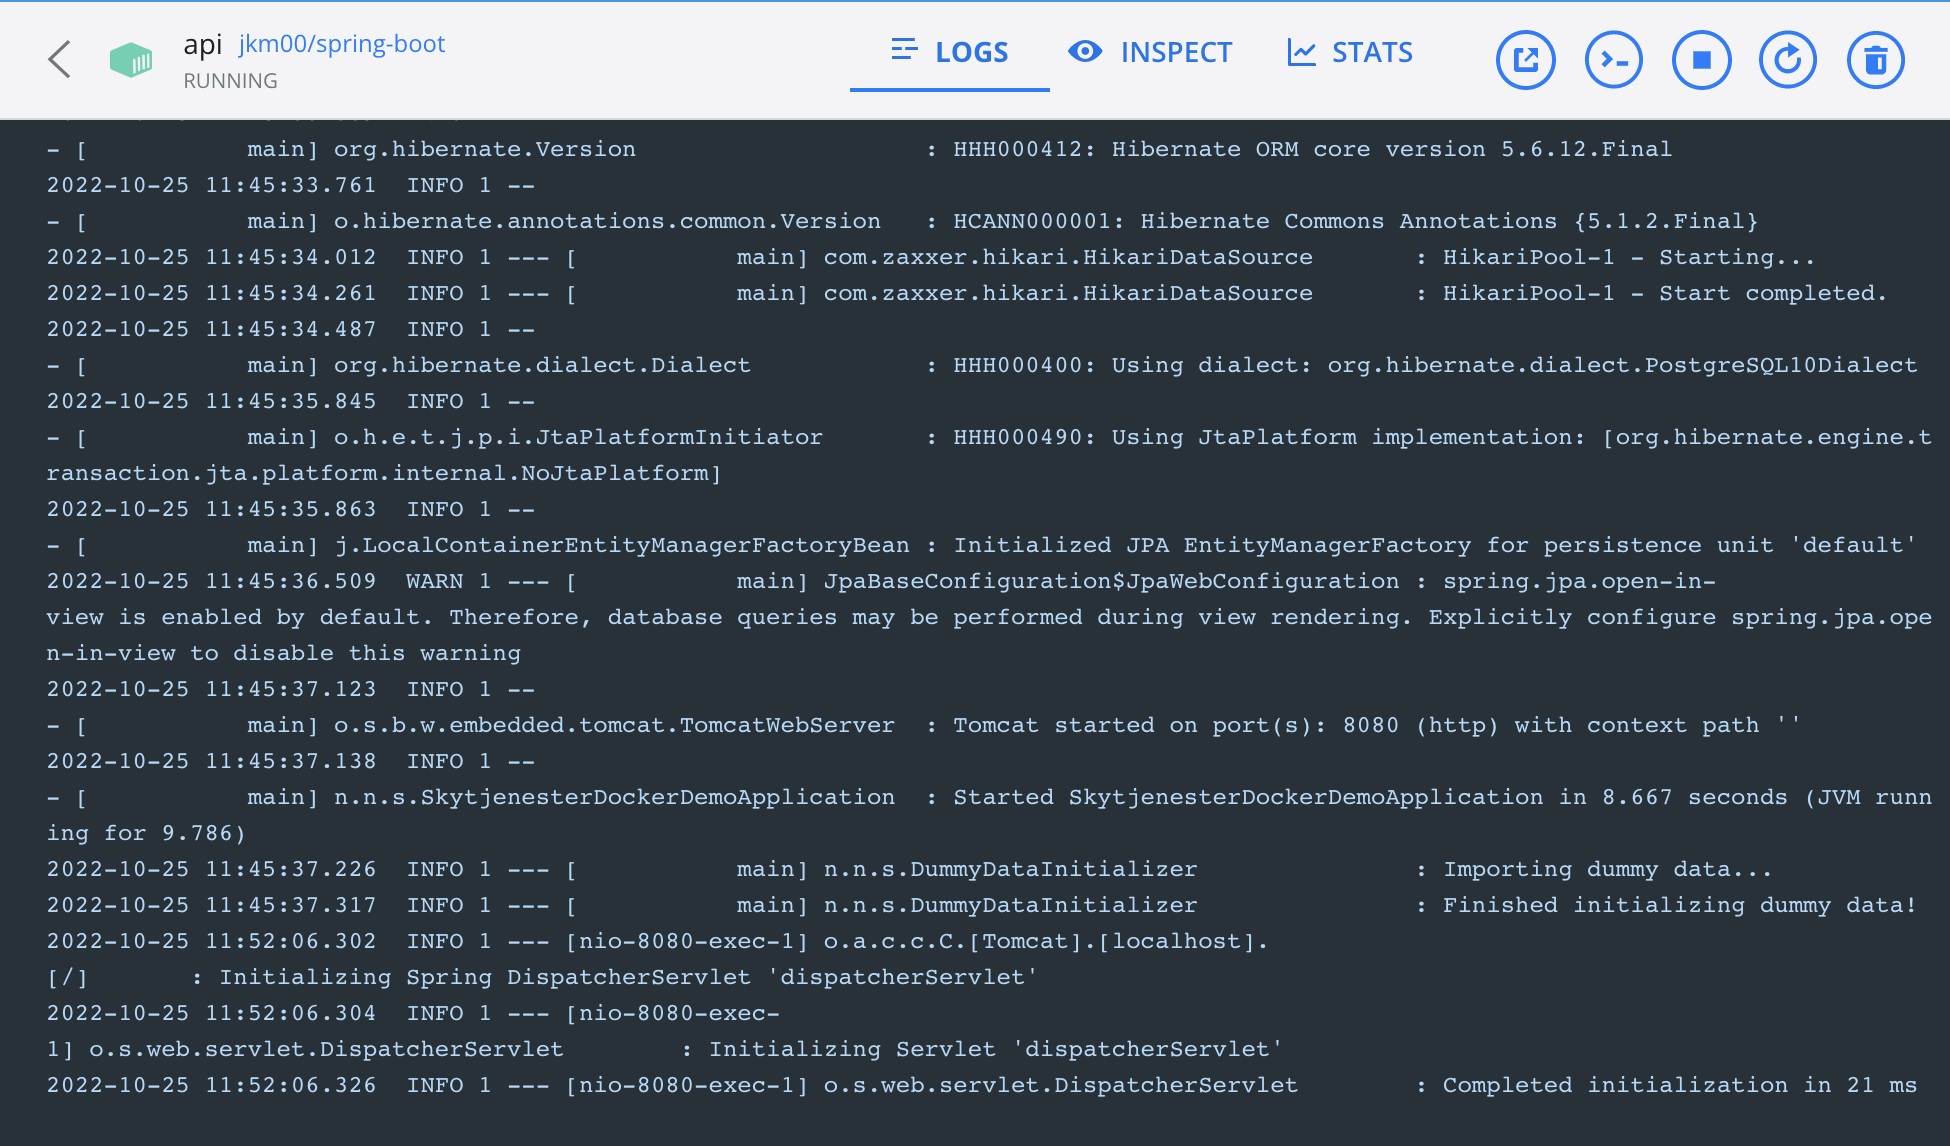 api jkm00/spring-boot
RUNNING
LOGS INSPECT STATS
- [           main] org.hibernate.Version                    : HHH000412: Hibernate ORM core version 5.6.12.Final
2022-10-25 11:45:33.761  INFO 1 --
- [           main] o.hibernate.annotations.common.Version   : HCANN000001: Hibernate Commons Annotations {5.1.2.Final}
2022-10-25 11:45:34.012  INFO 1 --- [           main] com.zaxxer.hikari.HikariDataSource       : HikariPool-1 - Starting...
2022-10-25 11:45:34.261  INFO 1 --- [           main] com.zaxxer.hikari.HikariDataSource       : HikariPool-1 - Start completed.
2022-10-25 11:45:34.487  INFO 1 --
- [           main] org.hibernate.dialect.Dialect            : HHH000400: Using dialect: org.hibernate.dialect.PostgreSQL10Dialect
2022-10-25 11:45:35.845  INFO 1 --
- [           main] o.h.e.t.j.p.i.JtaPlatformInitiator       : HHH000490: Using JtaPlatform implementation: [org.hibernate.engine.t
ransaction.jta.platform.internal.NoJtaPlatform]
2022-10-25 11:45:35.863  INFO 1 --
- [           main] j.LocalContainerEntityManagerFactoryBean : Initialized JPA EntityManagerFactory for persistence unit 'default'
2022-10-25 11:45:36.509  WARN 1 --- [           main] JpaBaseConfiguration$JpaWebConfiguration : spring.jpa.open-in-
view is enabled by default. Therefore, database queries may be performed during view rendering. Explicitly configure spring.jpa.ope
n-in-view to disable this warning
2022-10-25 11:45:37.123  INFO 1 --
- [           main] o.s.b.w.embedded.tomcat.TomcatWebServer  : Tomcat started on port(s): 8080 (http) with context path ''
2022-10-25 11:45:37.138  INFO 1 --
- [           main] n.n.s.SkytjenesterDockerDemoApplication  : Started SkytjenesterDockerDemoApplication in 8.667 seconds (JVM runn
ing for 9.786)
2022-10-25 11:45:37.226  INFO 1 --- [           main] n.n.s.DummyDataInitializer               : Importing dummy data...
2022-10-25 11:45:37.317  INFO 1 --- [           main] n.n.s.DummyDataInitializer               : Finished initializing dummy data!
2022-10-25 11:52:06.302  INFO 1 --- [nio-8080-exec-1] o.a.c.c.C.[Tomcat].[localhost].
[/]       : Initializing Spring DispatcherServlet 'dispatcherServlet'
2022-10-25 11:52:06.304  INFO 1 --- [nio-8080-exec-
1] o.s.web.servlet.DispatcherServlet        : Initializing Servlet 'dispatcherServlet'
2022-10-25 11:52:06.326  INFO 1 --- [nio-8080-exec-1] o.s.web.servlet.DispatcherServlet        : Completed initialization in 21 ms